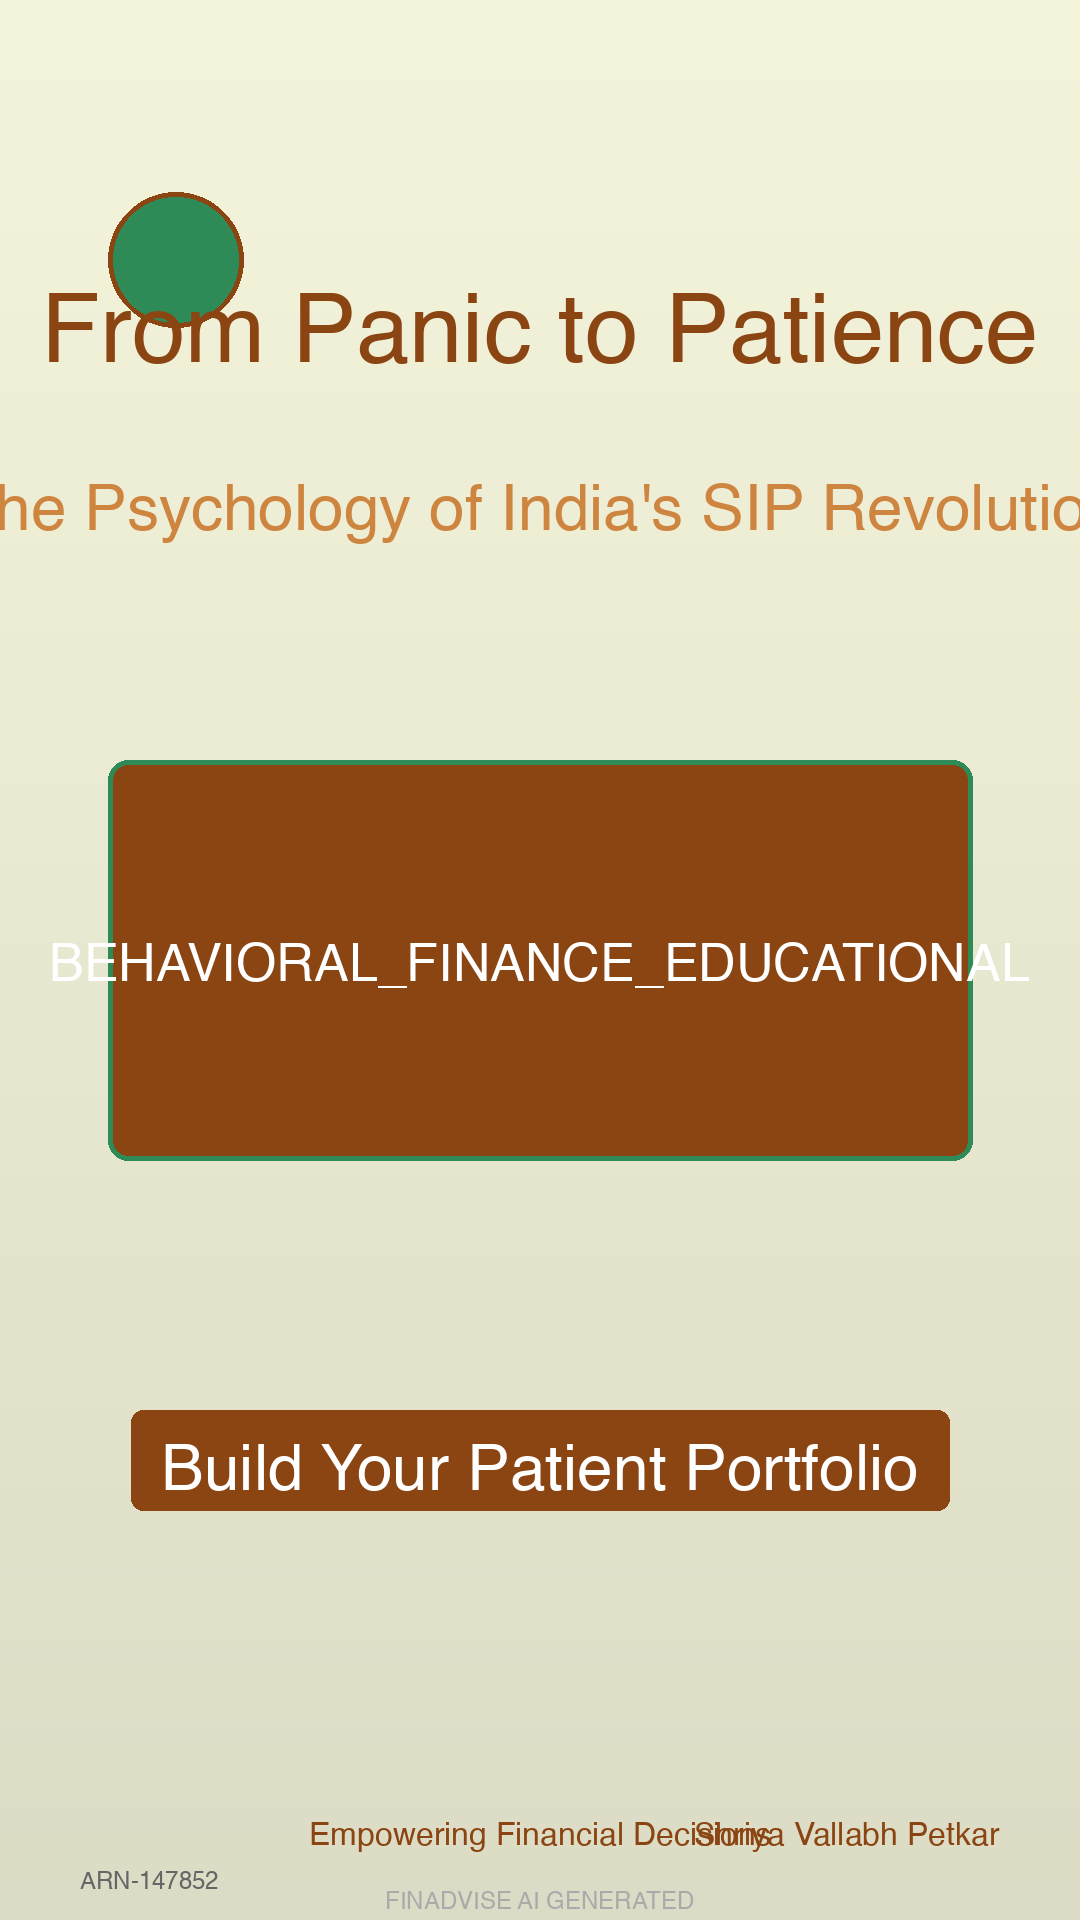 From Panic to Patience
he Psychology of India's SIP Revolutio
BEHAVIORAL_FINANCE_EDUCATIONAL
Build Your Patient Portfolio
Empowering Financial Decisions
Shriya Vallabh Petkar
ARN-147852
FINADVISE AI GENERATED